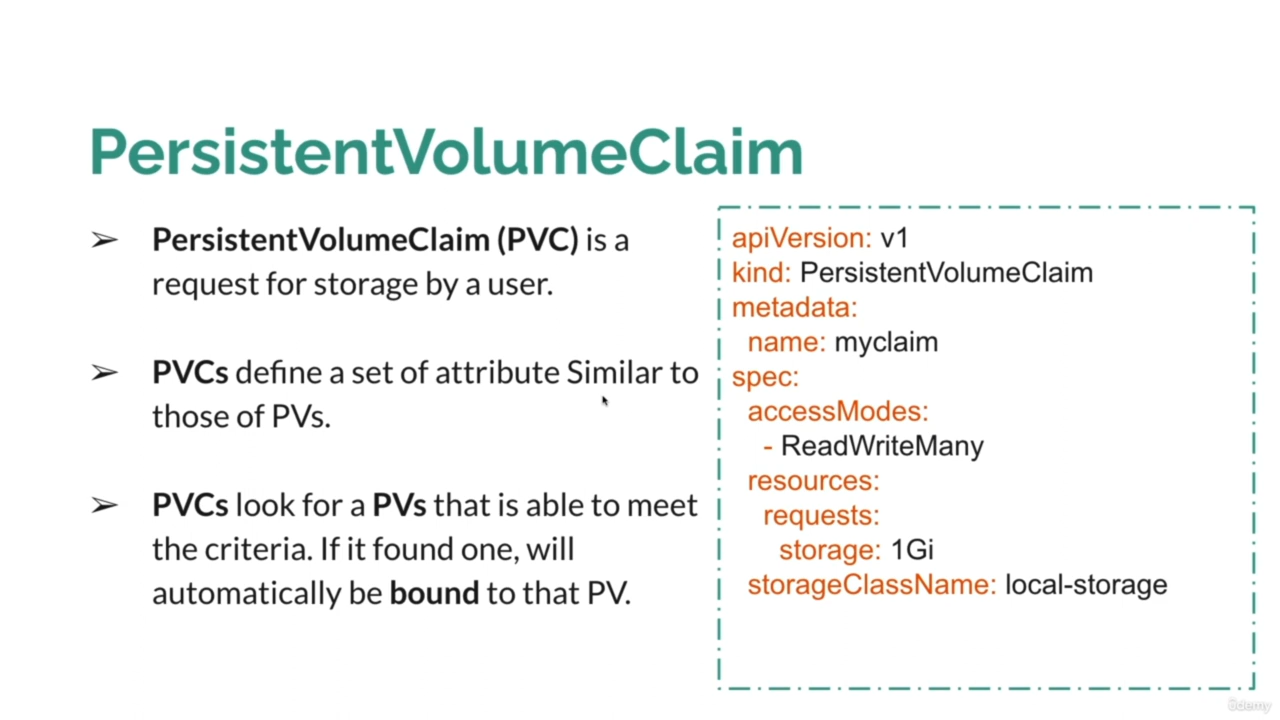 PersistentVolumeClaim
➢ PersistentVolumeClaim (PVC) is a
request for storage by a user.
➢ PVCs define a set of attribute Similar to
those of PVs.
➢ PVCs look for a PVs that is able to meet
the criteria. If it found one, will
automatically be bound to that PV.
apiVersion: v1
kind: PersistentVolumeClaim
metadata:
  name: myclaim
spec:
  accessModes:
    - ReadWriteMany
  resources:
    requests:
      storage: 1Gi
  storageClassName: local-storage
ûdemy